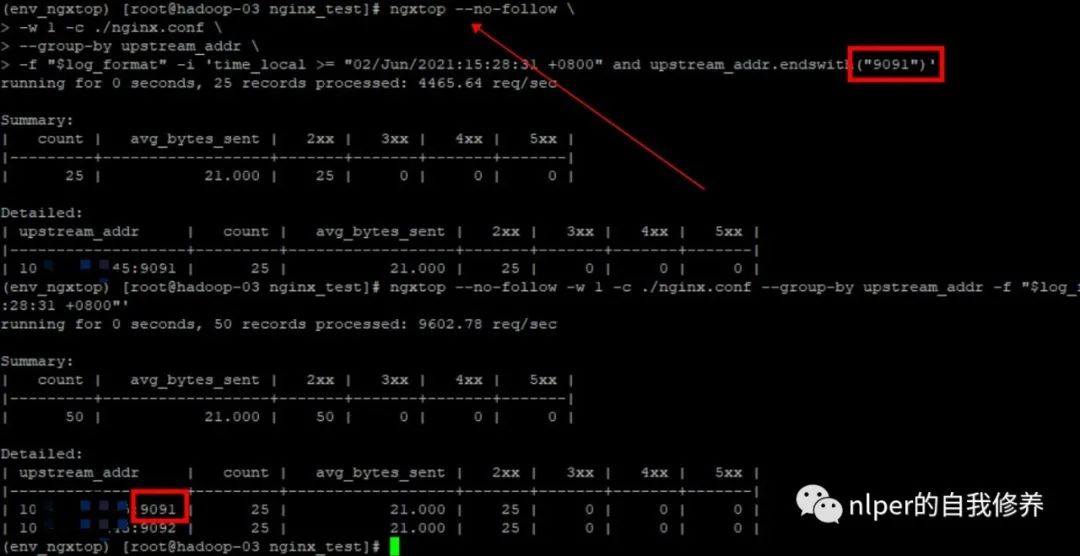 (env_ngxtop) [root@hadoop-03 nginx_test]# ngxtop --no-follow \
> -w 1 -c ./nginx.conf \
> --group-by upstream_addr \
> -f "$log_format" -i 'time_local >= "02/Jun/2021:15:28:31 +0800" and upstream_addr.endswith("9091")'
running for 0 seconds, 25 records processed: 4465.64 req/sec
Summary:
| count | avg_bytes_sent | 2xx | 3xx | 4xx | 5xx |
|---------+------------------+-------+-------+-------+-------|
| 25 | 21.000 | 25 | 0 | 0 | 0 |
Detailed:
| upstream_addr | count | avg_bytes_sent | 2xx | 3xx | 4xx | 5xx |
|-------------------+---------+------------------+-------+-------+-------+-------|
| 10 45:9091 | 25 | 21.000 | 25 | 0 | 0 | 0 |
(env_ngxtop) [root@hadoop-03 nginx_test]# ngxtop --no-follow -w 1 -c ./nginx.conf --group-by upstream_addr -f "$log_f
:28:31 +0800"'
running for 0 seconds, 50 records processed: 9602.78 req/sec
Summary:
| count | avg_bytes_sent | 2xx | 3xx | 4xx | 5xx |
|---------+------------------+-------+-------+-------+-------|
| 50 | 21.000 | 50 | 0 | 0 | 0 |
Detailed:
| upstream_addr | count | avg_bytes_sent | 2xx | 3xx | 4xx | 5xx |
|-------------------+---------+------------------+-------+-------+-------+-------|
| 10 :9091 | 25 | 21.000 | 25 | 0 | 0 | 0 |
| 10 :9092 | 25 | 21.000 | 25 | 0 | 0 | 0 |
(env_ngxtop) [root@hadoop-03 nginx_test]#
nlper的自我修养